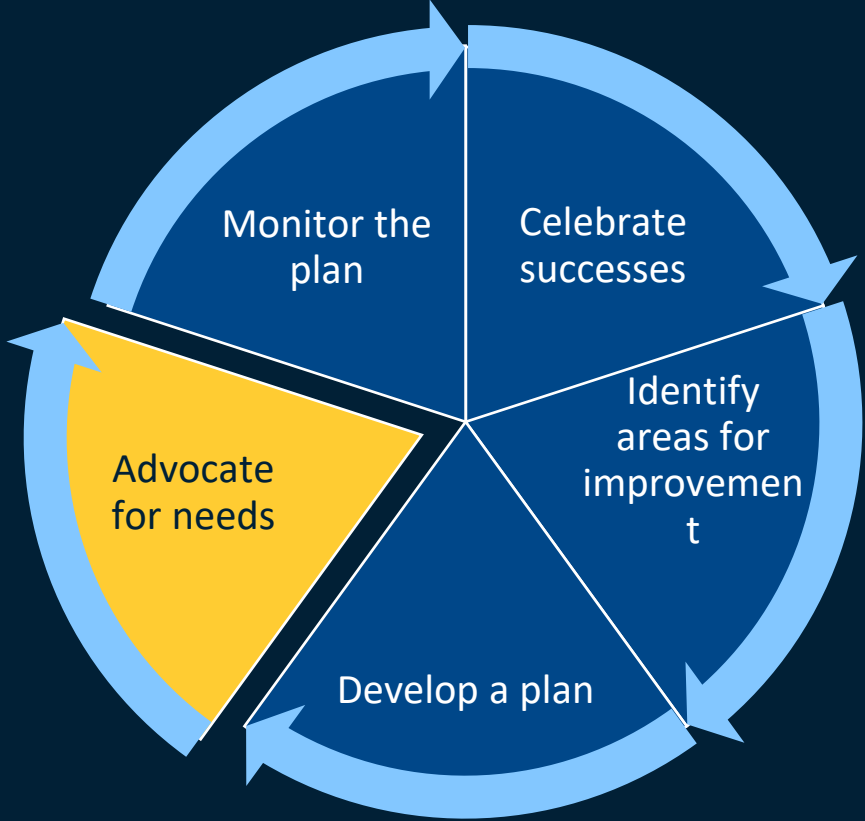 Celebrate
successes
Identify
areas for
improvemen
t
Develop a plan
Advocate
for needs
Monitor the
plan